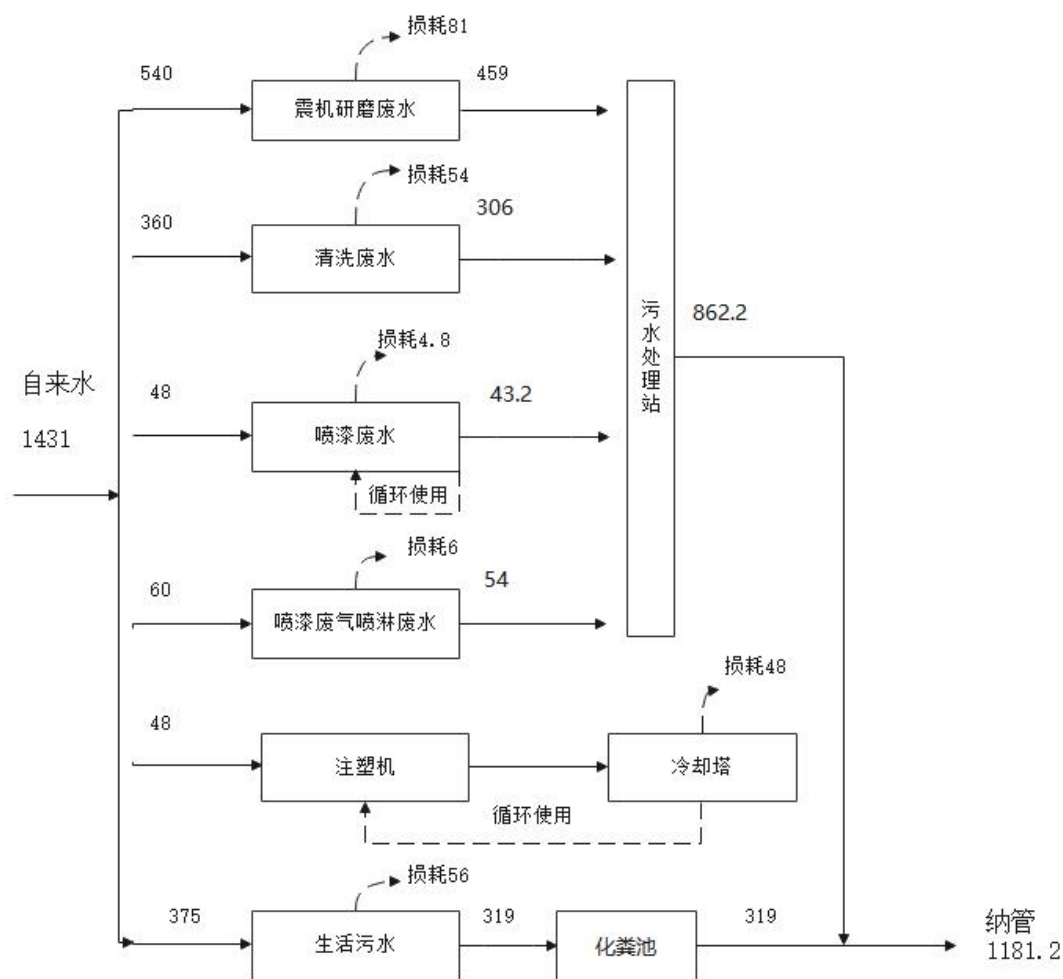 损耗81
540
459
震机研磨废水
损耗54
360
306
清洗废水
污水处理站
862.2
损耗4.8
自来水
48
43.2
1431
喷漆废水
循环使用
损耗6
60
54
喷漆废气喷淋废水
损耗48
48
注塑机
冷却塔
循环使用
损耗56
375
319
319
纳管
生活污水
化粪池
1181.2